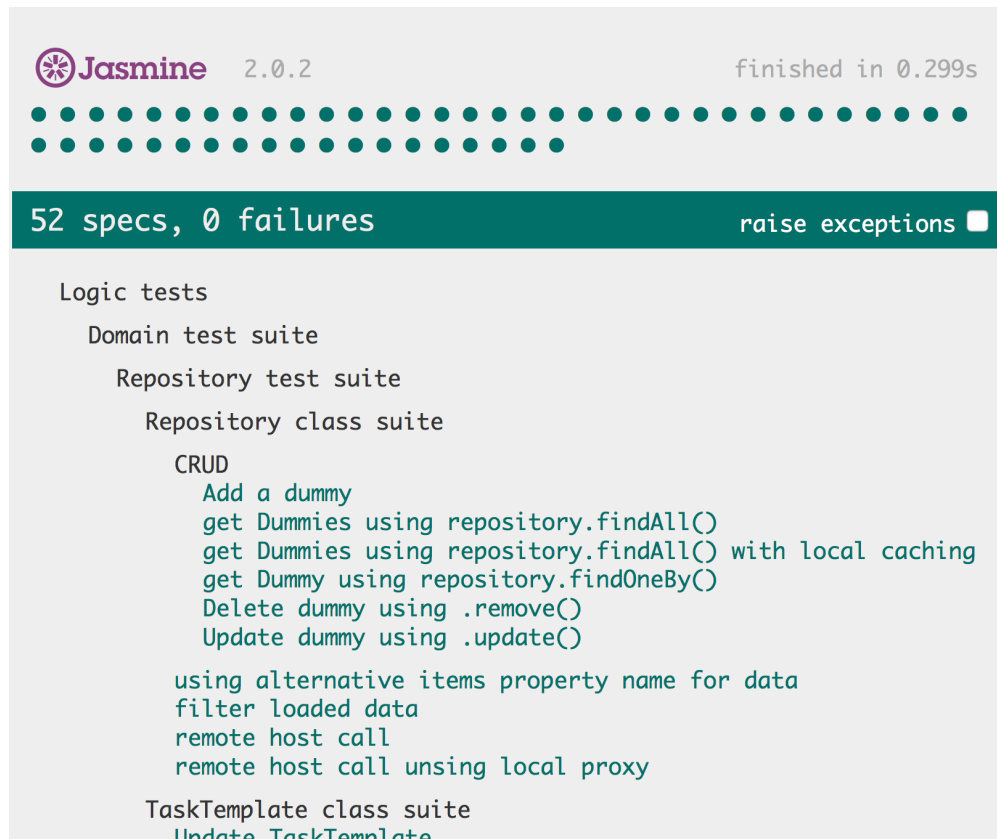 Jasmine 2.0.2 finished in 0.299s
52 specs, 0 failures raise exceptions
Logic tests
Domain test suite
Repository test suite
Repository class suite
CRUD
Add a dummy
get Dummies using repository.findAll()
get Dummies using repository.findAll() with local caching
get Dummy using repository.findOneBy()
Delete dummy using .remove()
Update dummy using .update()
using alternative items property name for data
filter loaded data
remote host call
remote host call unsing local proxy
TaskTemplate class suite
Update TaskTemplate